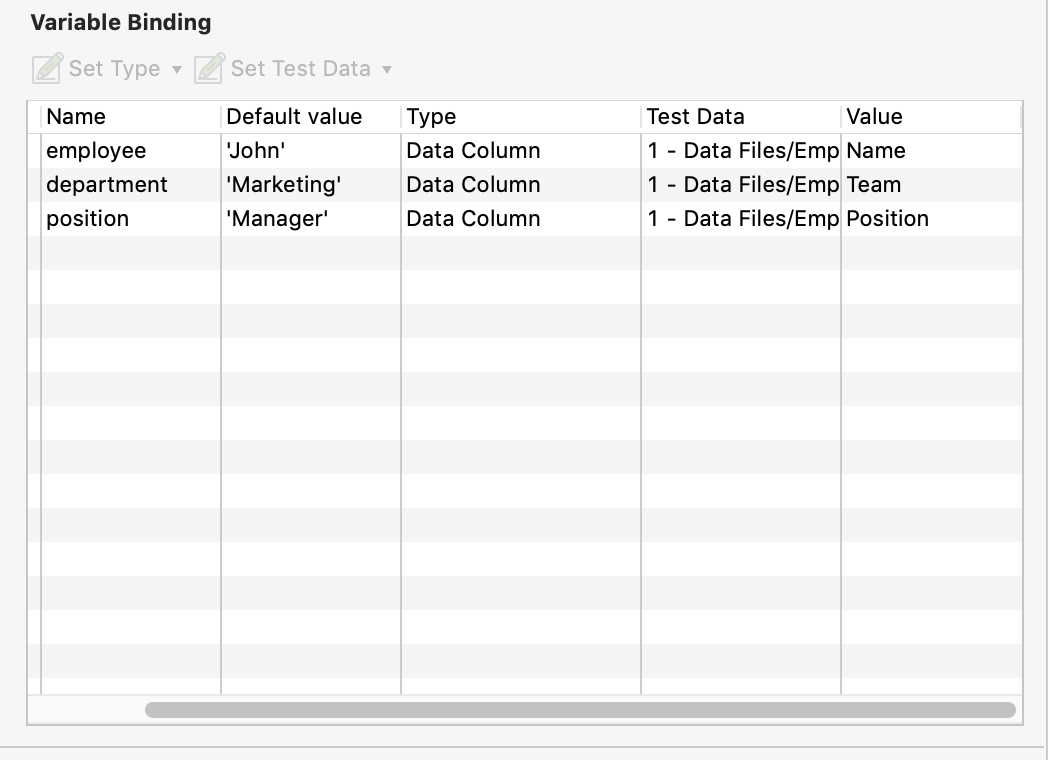 Variable Binding
Set Type Set Test Data
Name Default value Type Test Data Value
employee 'John' Data Column 1 - Data Files/Emp Name
department 'Marketing' Data Column 1 - Data Files/Emp Team
position 'Manager' Data Column 1 - Data Files/Emp Position